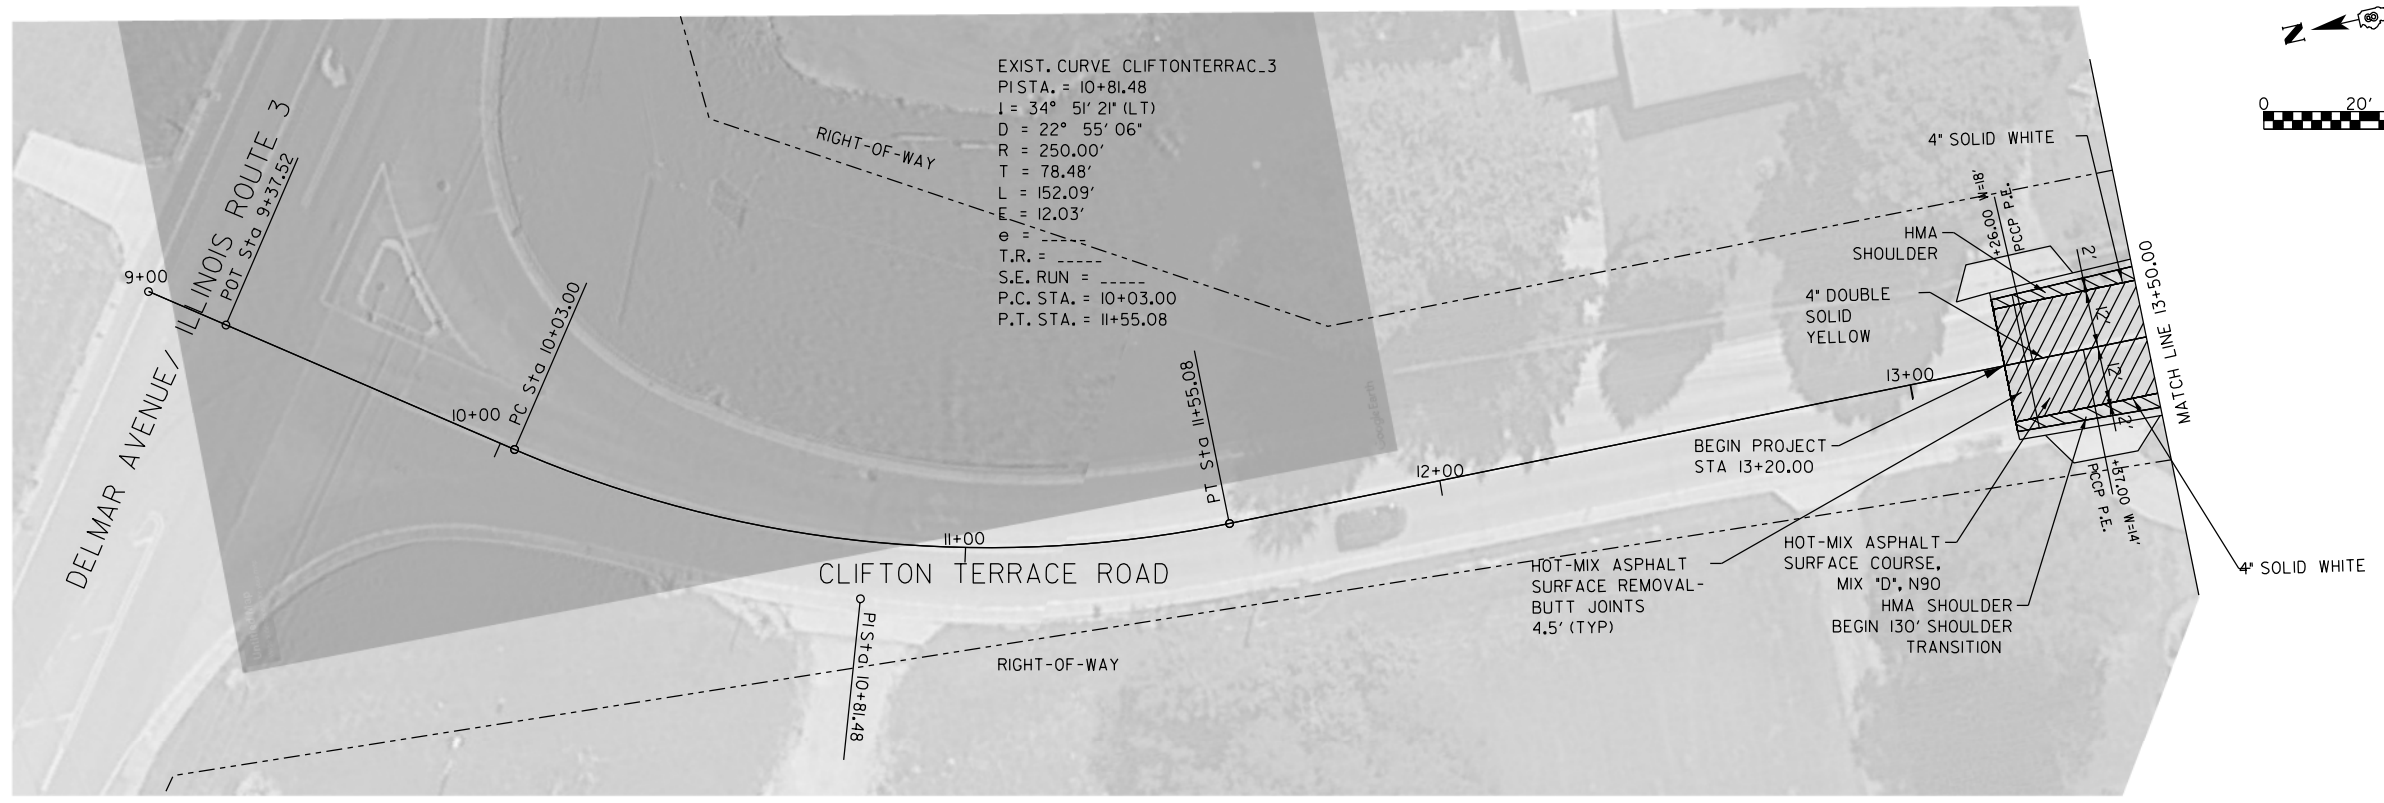 EXIST. CURVE CLIFTONTERRAC_3
PI STA. = 10+81.48
I = 34° 51' 21" (LT)
D = 22° 55' 06"
R = 250.00'
T = 78.48'
L = 152.09'
E = 12.03'
e = _____
T.R. = _____
S.E. RUN = _____
P.C. STA. = 10+03.00
P.T. STA. = 11+55.08
RIGHT-OF-WAY
DELMAR AVENUE/ ILLINOIS ROUTE 3
POT Sta 9+37.52
9+00
10+00
PC Sta 10+03.00
11+00
CLIFTON TERRACE ROAD
PI Sta 10+81.48
RIGHT-OF-WAY
PT Sta 11+55.08
12+00
13+00
BEGIN PROJECT
STA 13+20.00
HOT-MIX ASPHALT
SURFACE REMOVAL-
BUTT JOINTS
4.5' (TYP)
HOT-MIX ASPHALT
SURFACE COURSE,
MIX "D", N90
HMA SHOULDER
BEGIN 130' SHOULDER
TRANSITION
4" DOUBLE
SOLID
YELLOW
HMA
SHOULDER
4" SOLID WHITE
+26.00 W=18'
PCCP P.E.
2'
12'
12'
2'
+37.00 W=14'
PCCP P.E.
4" SOLID WHITE
MATCH LINE 13+50.00
N
0
20'